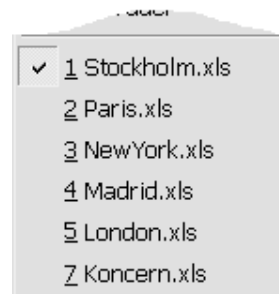 1 Stockholm.xls
2 Paris.xls
3 NewYork.xls
4 Madrid.xls
5 London.xls
7 Koncern.xls